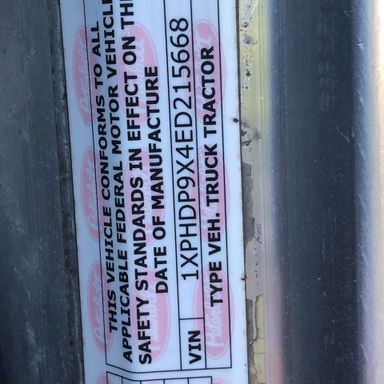 THIS VEHICLE CONFORMS TO ALL
APPLICABLE FEDERAL MOTOR VEHICLE
SAFETY STANDARDS IN EFFECT ON THE
DATE OF MANUFACTURE
VIN 1XPHDP9X4ED215668
TYPE VEH. TRUCK TRACTOR